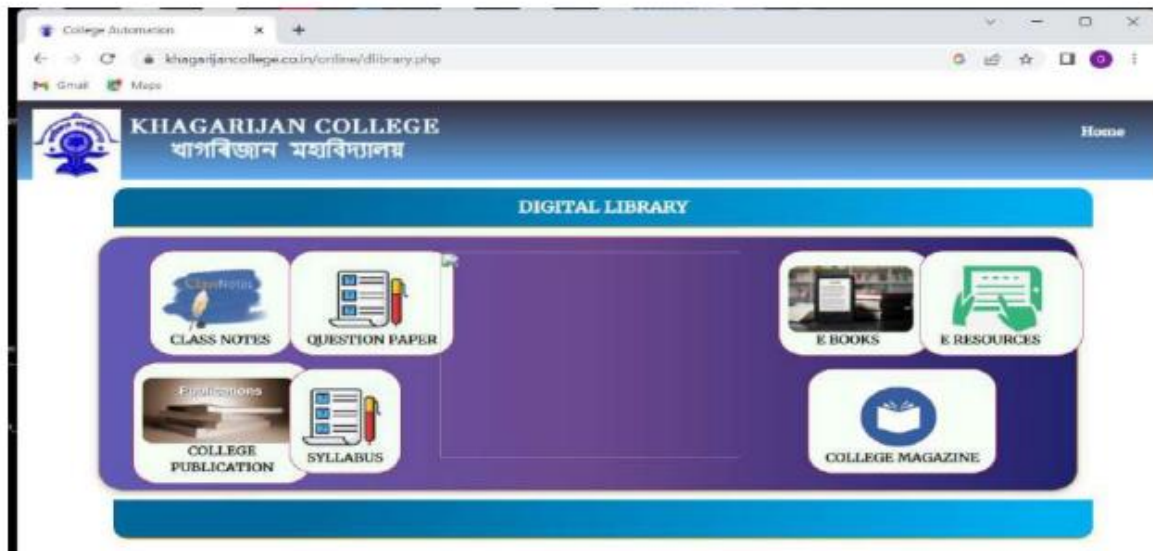 College Automation
khagarijancollege.co.in/online/dlibrary.php
Gmail Maps
KHAGARIJAN COLLEGE
খাগৰিজান মহাবিদ্যালয়
Home
DIGITAL LIBRARY
ClassNotes
CLASS NOTES
QUESTION PAPER
E BOOKS
E RESOURCES
Publications
COLLEGE
PUBLICATION
SYLLABUS
COLLEGE MAGAZINE